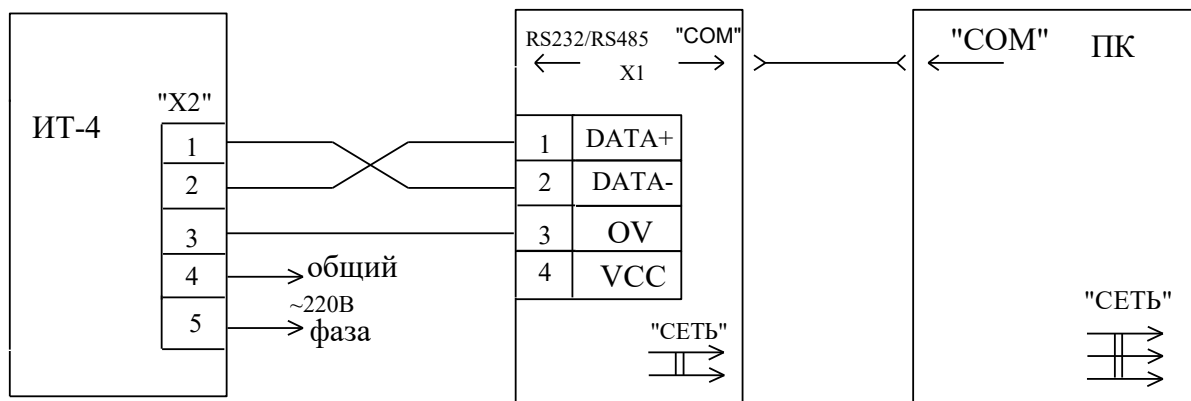 ИТ-4
"X2"
1
2
3
4
5
общий
~220В
фаза
RS232/RS485 "COM"
X1
1 DATA+
2 DATA-
3 OV
4 VCC
"СЕТЬ"
"COM" ПК
"СЕТЬ"